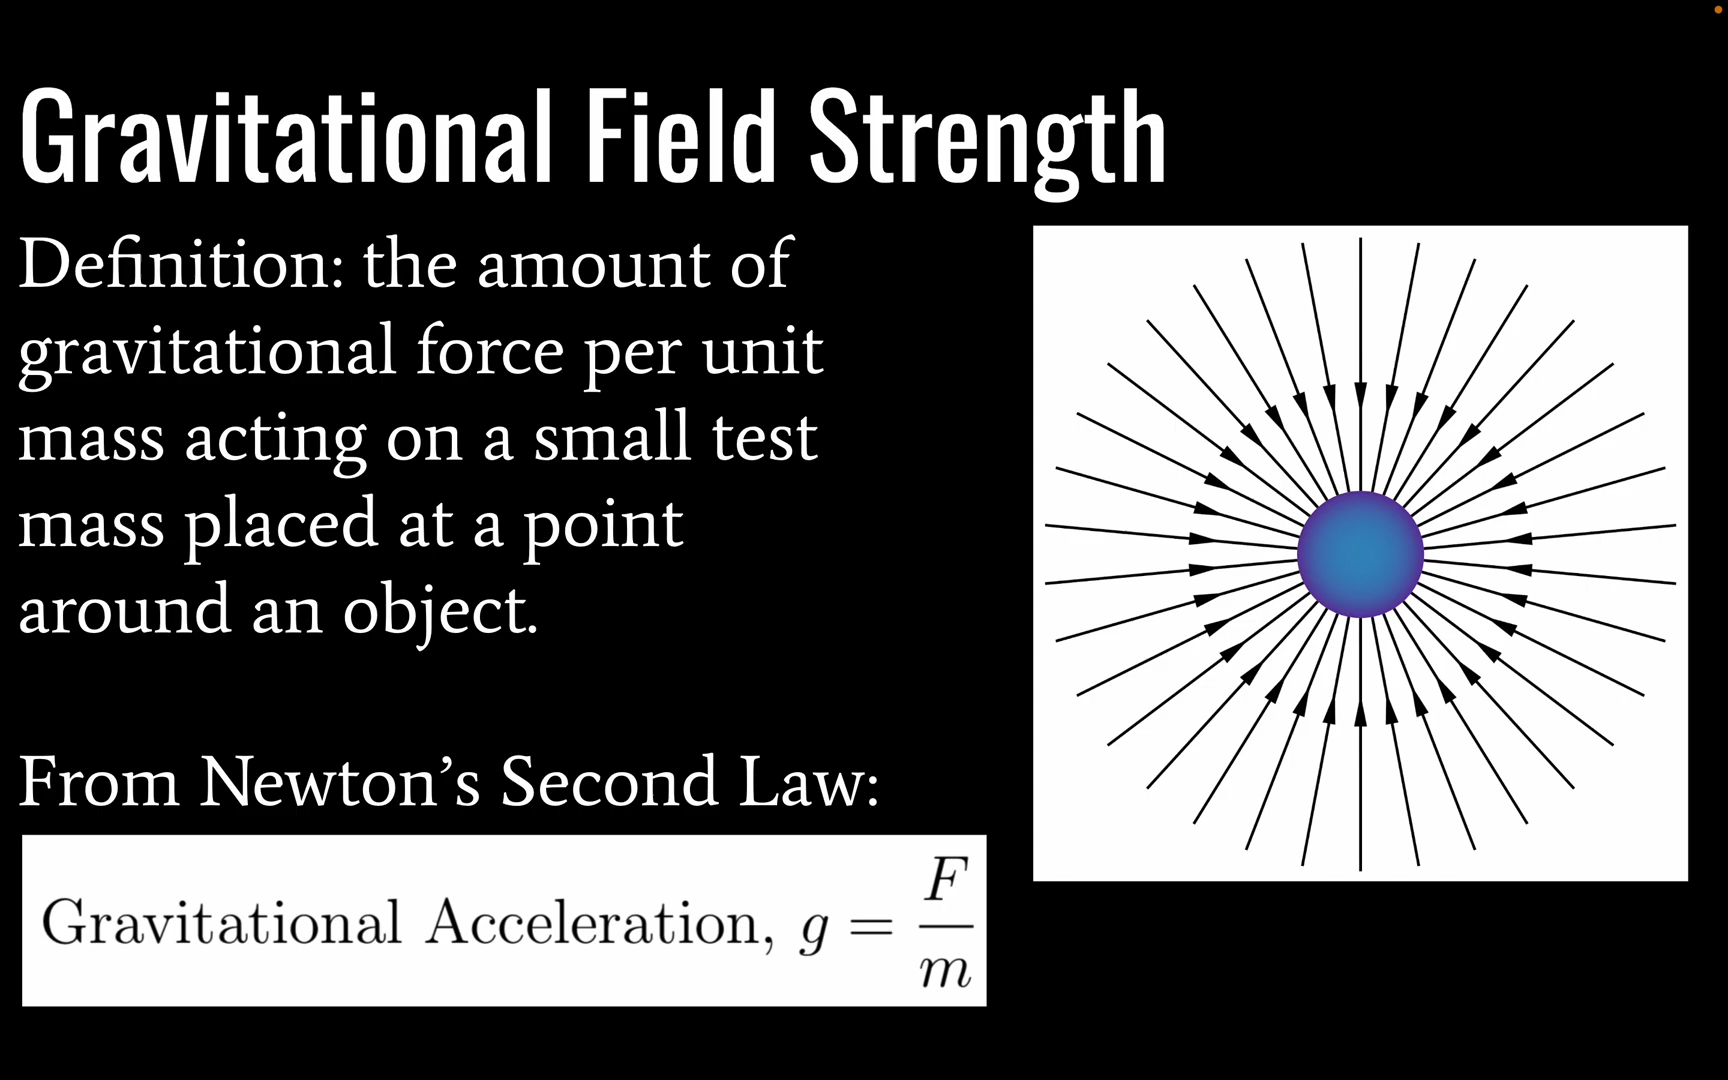 Gravitational Field Strength
Definition: the amount of
gravitational force per unit
mass acting on a small test
mass placed at a point
around an object.
From Newton’s Second Law:
Gravitational Acceleration, g = F/m